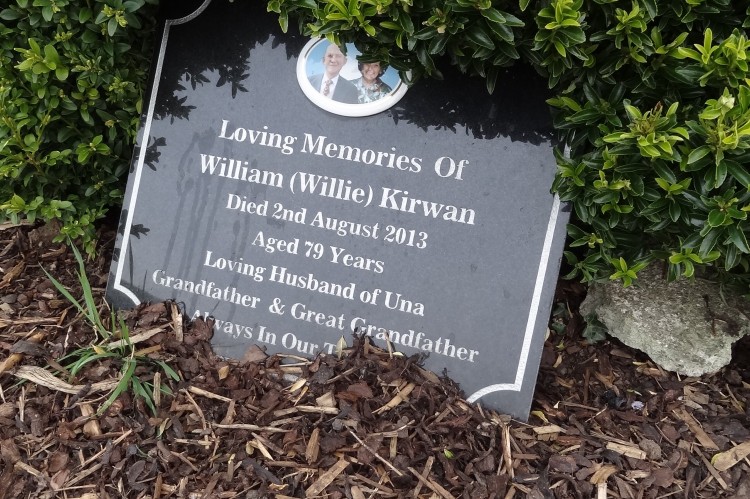 Loving Memories Of
William (Willie) Kirwan
Died 2nd August 2013
Aged 79 Years
Loving Husband of Una
Grandfather & Great Grandfather
Always In Our